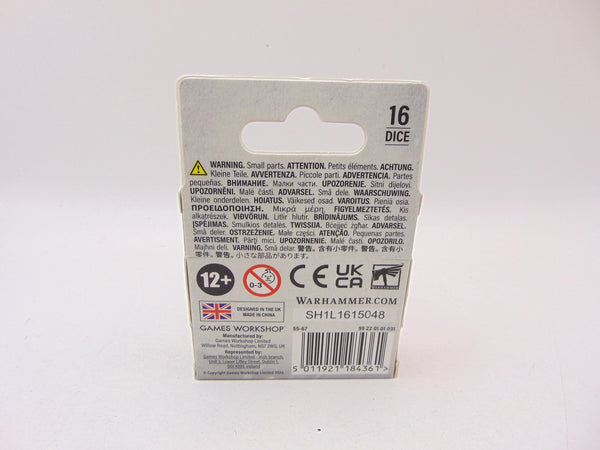 16
DICE
WARNING. Small parts. ATTENTION. Petits éléments. ACHTUNG.
Kleine Teile. AVVERTENZA. Piccole parti. ADVERTENCIA. Partes
pequeñas. ВНИМАНИЕ. Малки части. UPOZORENJE. Sitni dijelovi.
UPOZORNĚNÍ. Malé části. ADVARSEL. Små dele. WAARSCHUWING.
Kleine onderdelen. HOIATUS. Väikesed osad. VAROITUS. Pieniä osia.
ΠΡΟΕΙΔΟΠΟΙΗΣΗ. Μικρά μέρη. FIGYELMEZTETÉS. Kis
alkatrészek. VIÐVÖRUN. Litlir hlutir. BRĪDINĀJUMS. Sīkas detaļas.
ĮSPĖJIMAS. Smulkios detalės. TWISSIJA. Bċejjeċ żgħar. ADVARSEL.
Små deler. OSTRZEŻENIE. Małe części. ATENÇÃO. Pequenas partes.
AVERTISMENT. Părți mici. UPOZORNENIE. Malé časti. OPOZORILO.
Majhni deli. VARNING. Små delar. 警告。含有小零件。警告。含有小
零件。警告。小さな部品があります。
12+
0-3
CE
UK
CA
WARHAMMER
DESIGNED IN THE UK
MADE IN CHINA
WARHAMMER.COM
SH1L1615048
GAMES WORKSHOP
Manufactured by:
Games Workshop Limited
Willow Road, Nottingham, NG7 2WS, UK
Represented by:
Games Workshop Limited - Irish branch,
Unit 3, Lower Liffey Street, Dublin 1,
D01 K199, Ireland
© Copyright Games Workshop Limited 2024
55-67
99 22 01 01 031
5 011921 184361 >